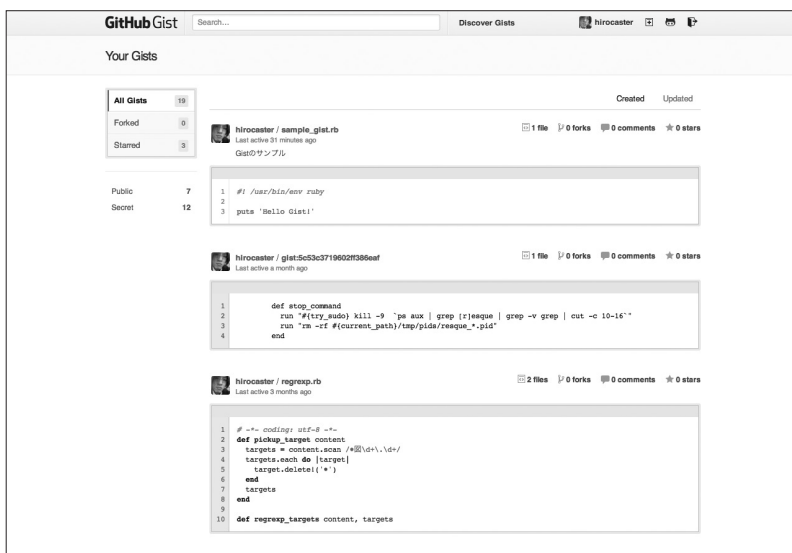 GitHub Gist Search... Discover Gists hirocaster
Your Gists
All Gists 19
Forked 0
Starred 3
Public 7
Secret 12
Created Updated
hirocaster / sample_gist.rb 1 file 0 forks 0 comments 0 stars
Last active 31 minutes ago
Gistのサンプル
1 #! /usr/bin/env ruby
2
3 puts 'Hello Gist!'
hirocaster / gist:5c53c3719602ff386eaf 1 file 0 forks 0 comments 0 stars
Last active a month ago
1 def stop_command
2 run "#{try_sudo} kill -9 `ps aux | grep [r]esque | grep -v grep | cut -c 10-16`"
3 run "rm -rf #{current_path}/tmp/pids/resque_*.pid"
4 end
hirocaster / regrexp.rb 2 files 0 forks 0 comments 0 stars
Last active 3 months ago
1 # -*- coding: utf-8 -*-
2 def pickup_target content
3 targets = content.scan /*図\d+\.\d+/
4 targets.each do |target|
5 target.delete!('*')
6 end
7 targets
8 end
9
10 def regrexp_targets content, targets